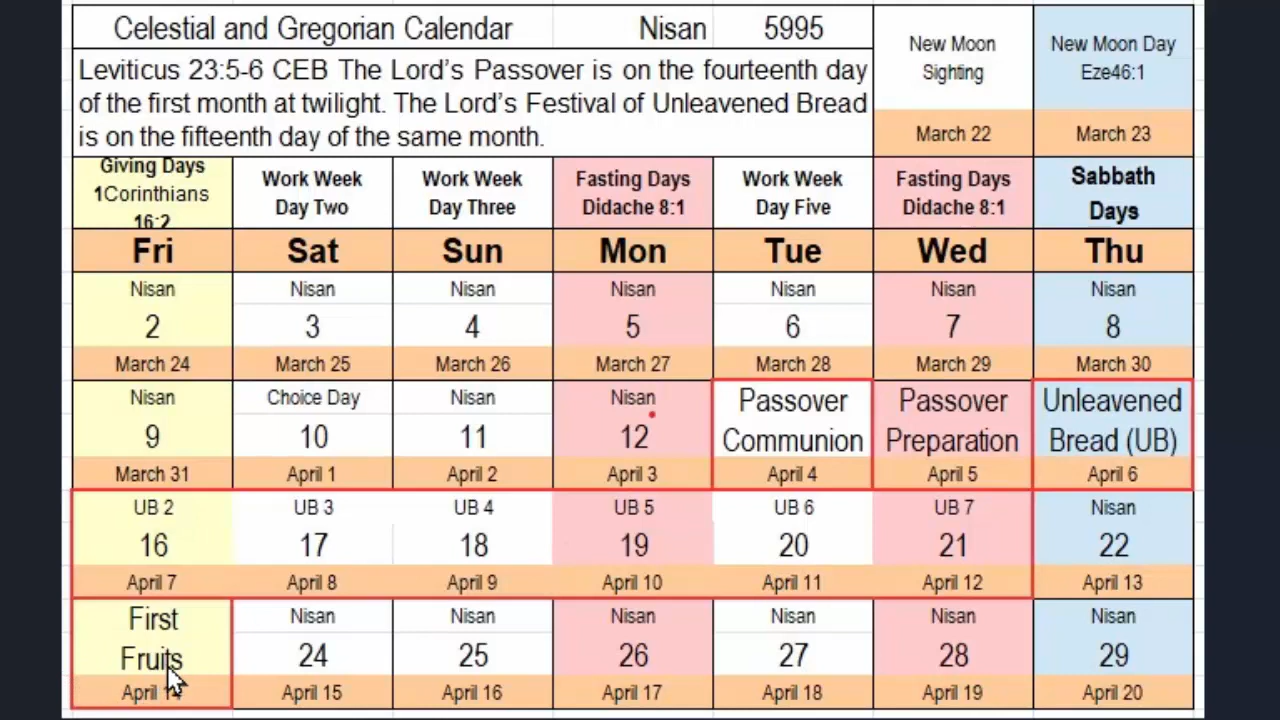 Celestial and Gregorian Calendar Nisan 5995
Leviticus 23:5-6 CEB The Lord's Passover is on the fourteenth day
of the first month at twilight. The Lord's Festival of Unleavened Bread
is on the fifteenth day of the same month.
New Moon
Sighting
March 22
New Moon Day
Eze46:1
March 23
Giving Days
1Corinthians
16:2
Work Week
Day Two
Work Week
Day Three
Fasting Days
Didache 8:1
Work Week
Day Five
Fasting Days
Didache 8:1
Sabbath
Days
Fri Sat Sun Mon Tue Wed Thu
Nisan Nisan Nisan Nisan Nisan Nisan Nisan
2 3 4 5 6 7 8
March 24 March 25 March 26 March 27 March 28 March 29 March 30
Nisan Choice Day Nisan Nisan Passover Passover Unleavened
9 10 11 12 Communion Preparation Bread (UB)
March 31 April 1 April 2 April 3 April 4 April 5 April 6
UB 2 UB 3 UB 4 UB 5 UB 6 UB 7 Nisan
16 17 18 19 20 21 22
April 7 April 8 April 9 April 10 April 11 April 12 April 13
First Nisan Nisan Nisan Nisan Nisan Nisan
Fruits 24 25 26 27 28 29
April 14 April 15 April 16 April 17 April 18 April 19 April 20